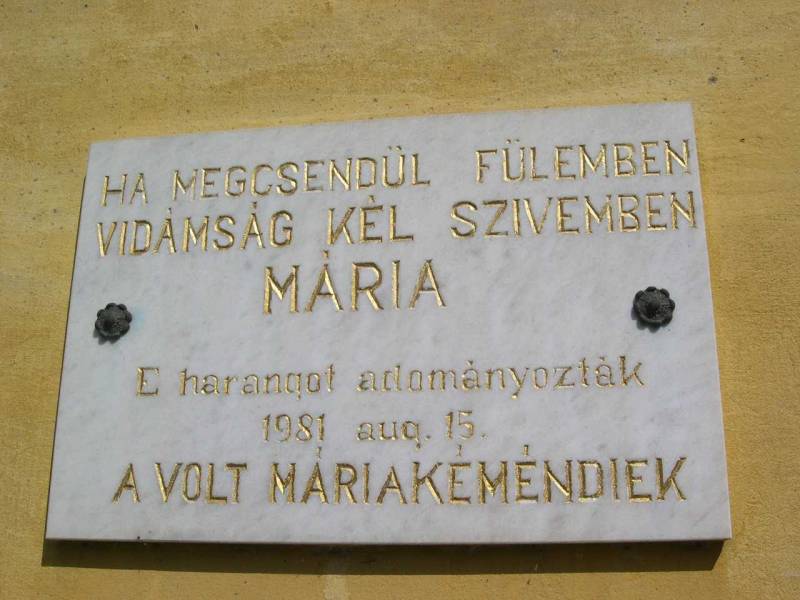 HA MEGCSENDÜL FÜLEMBEN
VIDÁMSÁG KÉL SZIVEMBEN
MÁRIA
E harangot adományozták
1981 aug. 15.
A VOLT MÁRIAKÉMÉNDIEK